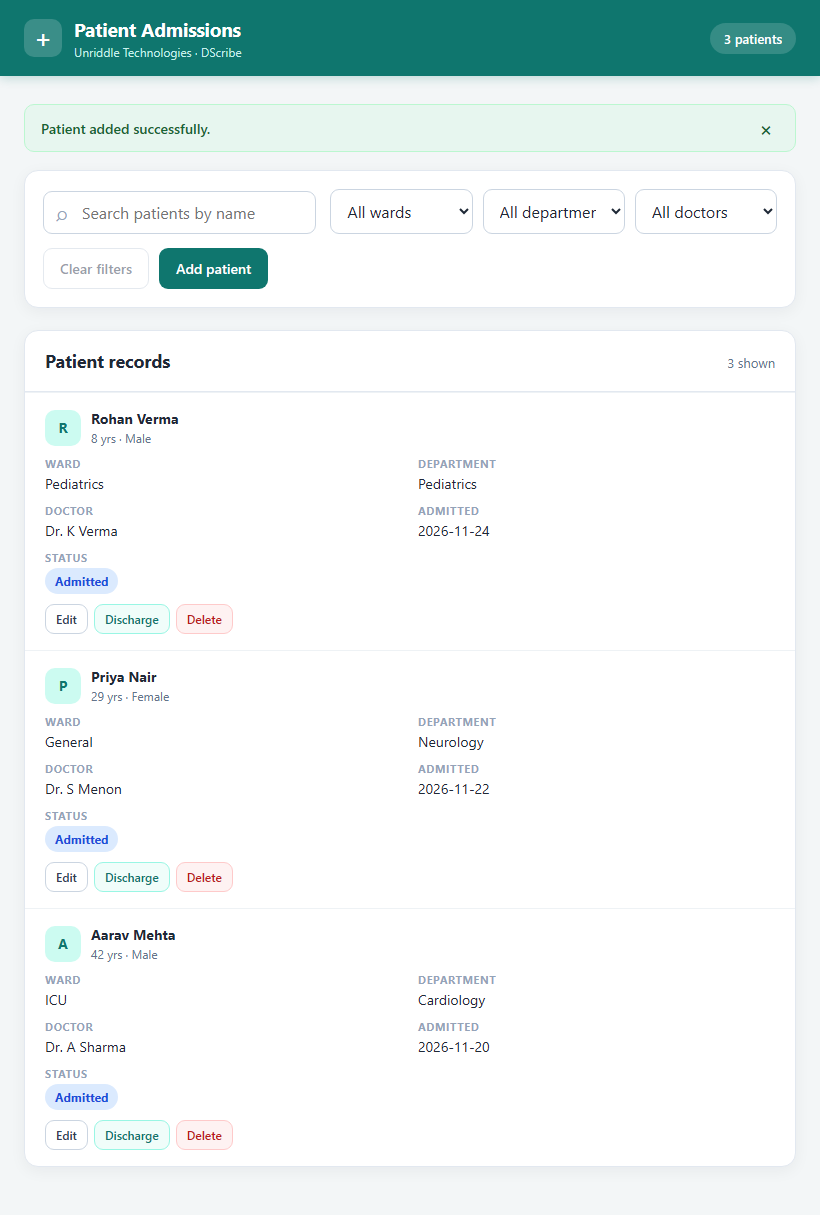 +
Patient Admissions
Unriddle Technologies · DScribe
3 patients
Patient added successfully.
×
Search patients by name
All wards
All departmer
All doctors
Clear filters
Add patient
Patient records
3 shown
R
Rohan Verma
8 yrs · Male
WARD
Pediatrics
DEPARTMENT
Pediatrics
DOCTOR
Dr. K Verma
ADMITTED
2026-11-24
STATUS
Admitted
Edit
Discharge
Delete
P
Priya Nair
29 yrs · Female
WARD
General
DEPARTMENT
Neurology
DOCTOR
Dr. S Menon
ADMITTED
2026-11-22
STATUS
Admitted
Edit
Discharge
Delete
A
Aarav Mehta
42 yrs · Male
WARD
ICU
DEPARTMENT
Cardiology
DOCTOR
Dr. A Sharma
ADMITTED
2026-11-20
STATUS
Admitted
Edit
Discharge
Delete